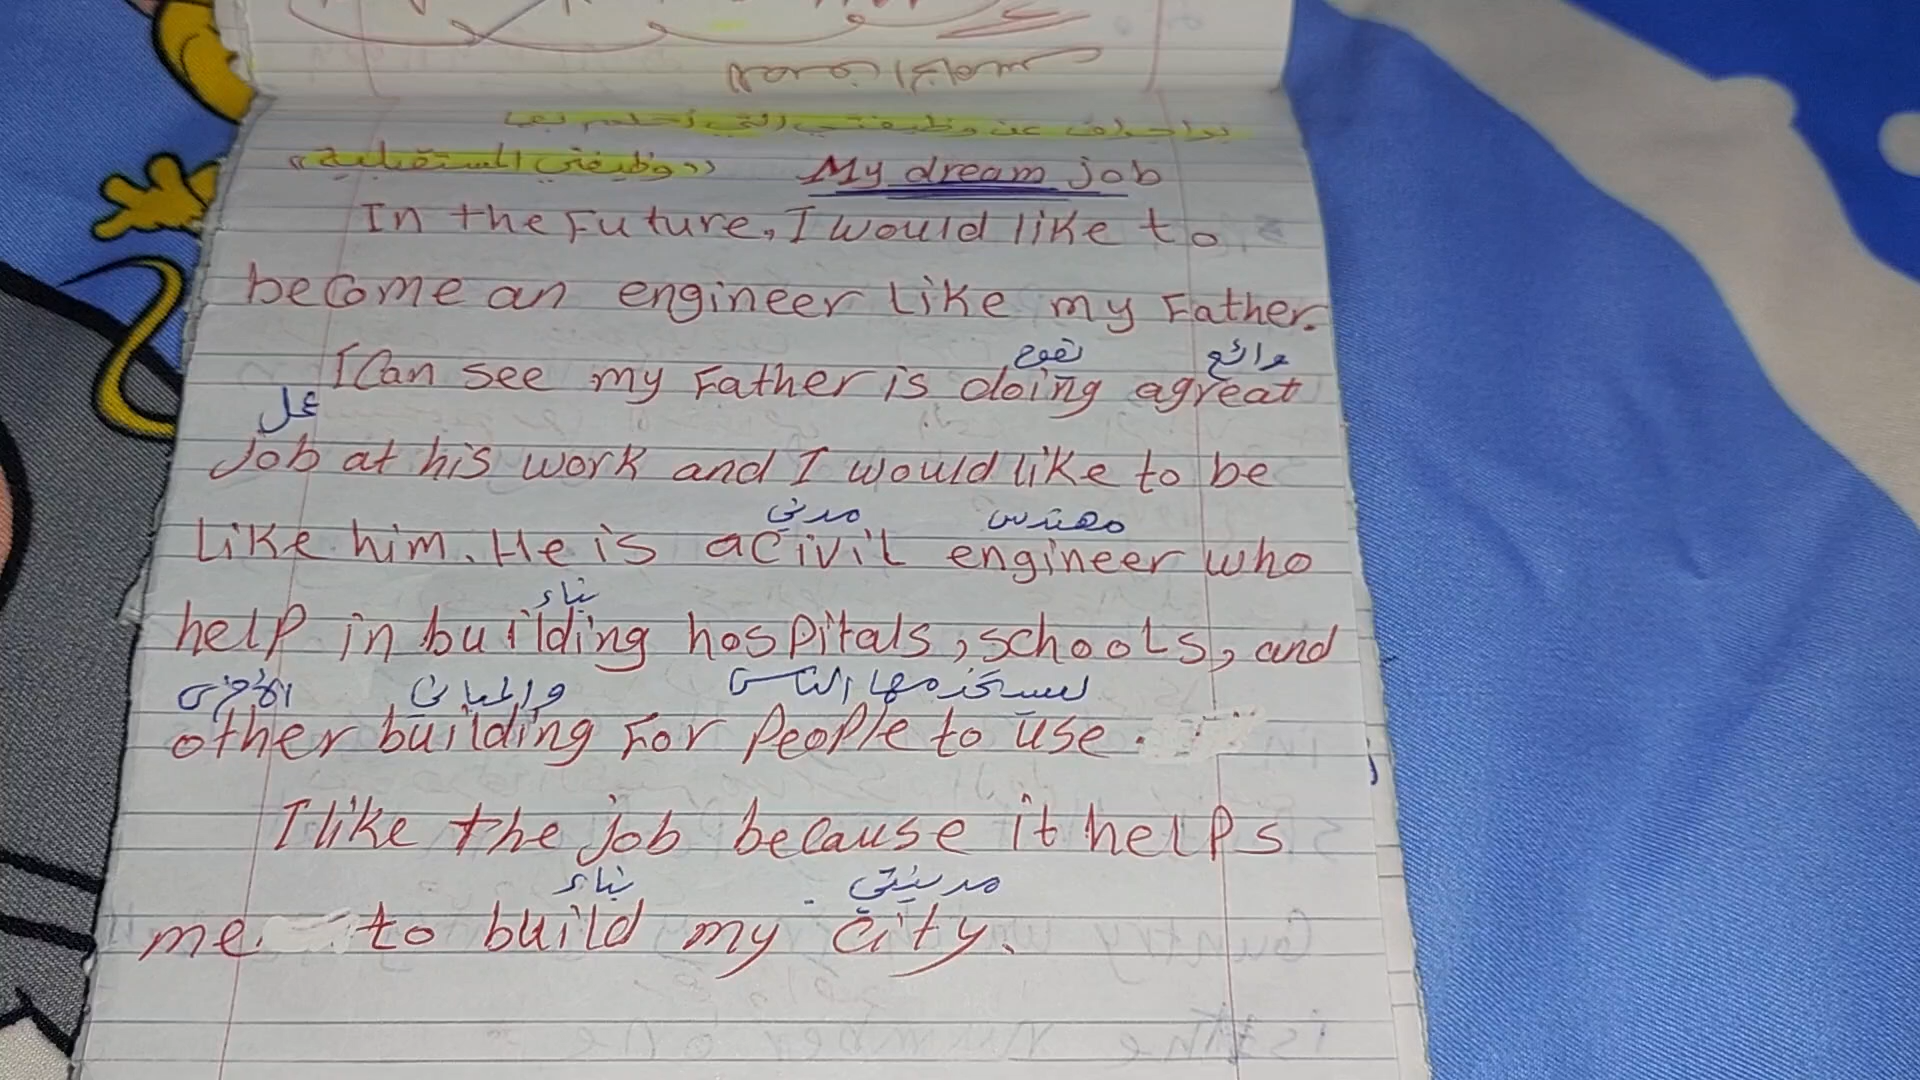 براجراف عن وظيفتي التي أحلم بها
My dream job "وظيفتي المستقبلية"
In the Future, I would like to
become an engineer like my Father.
تقوم رائع
I Can see my Father is doing a great
عمل
Job at his work and I would like to be
مدني مهندس
Like him. He is a Civil engineer who
بناء
help in building hospitals, schools, and
الأخرى والمباني ليستخدمها الناس
other building For People to use.
I like the job because it helps
بناء مدينتي
me to build my city.